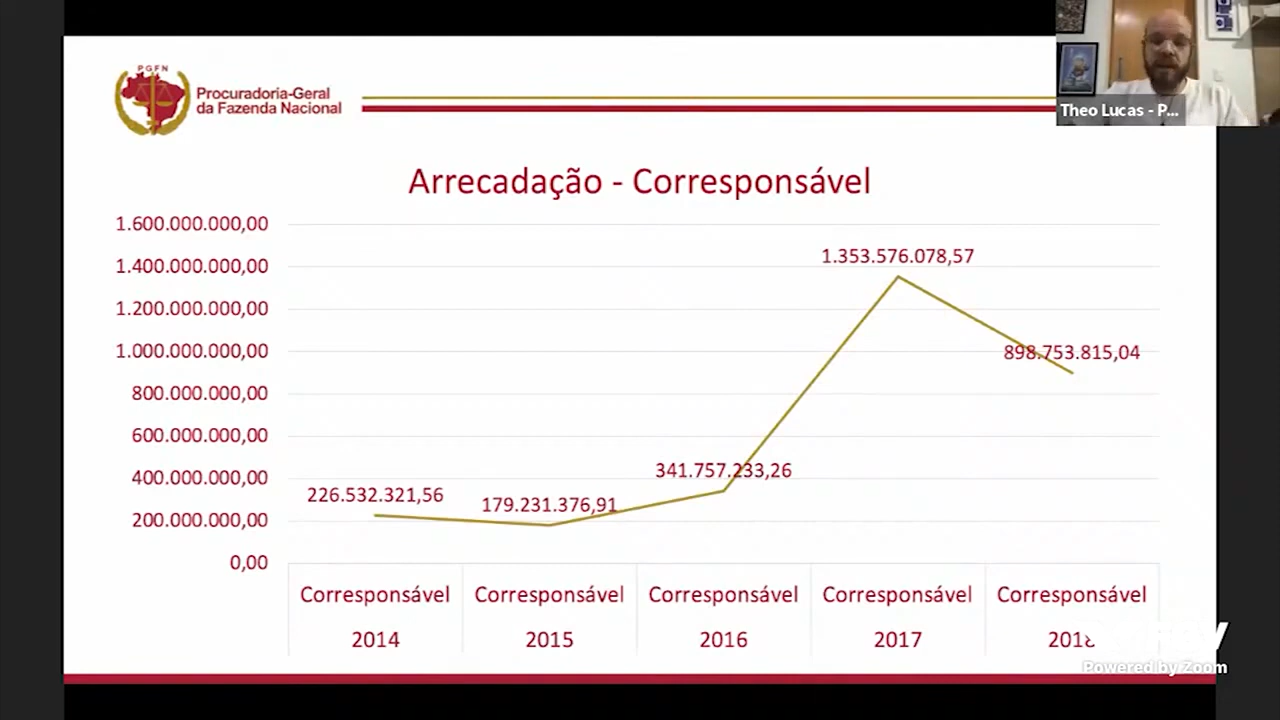 PGFN
Procuradoria-Geral
da Fazenda Nacional
Theo Lucas - P...
Arrecadação - Corresponsável
1.600.000.000,00
1.400.000.000,00
1.200.000.000,00
1.000.000.000,00
800.000.000,00
600.000.000,00
400.000.000,00
200.000.000,00
0,00
226.532.321,56
179.231.376,91
341.757.233,26
1.353.576.078,57
898.753.815,04
Corresponsável Corresponsável Corresponsável Corresponsável Corresponsável
2014 2015 2016 2017 2018
Powered by Zoom